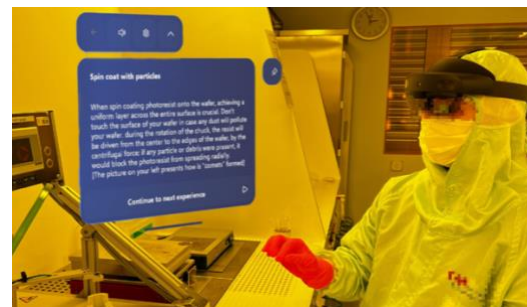 Spin coat with particles
When spin coating photoresist onto the wafer, achieving a
uniform layer across the entire surface is crucial. Don't
touch the surface of your wafer in case any dust will pollute
your wafer. during the rotation of the chuck, the resist will
be driven from the center to the edges of the wafer, by the
centrifugal force. if any particle or debris were present, it
would block the photoresist from spreading radially.
[The picture on your left presents how is "comets" formed]
Continue to next experience